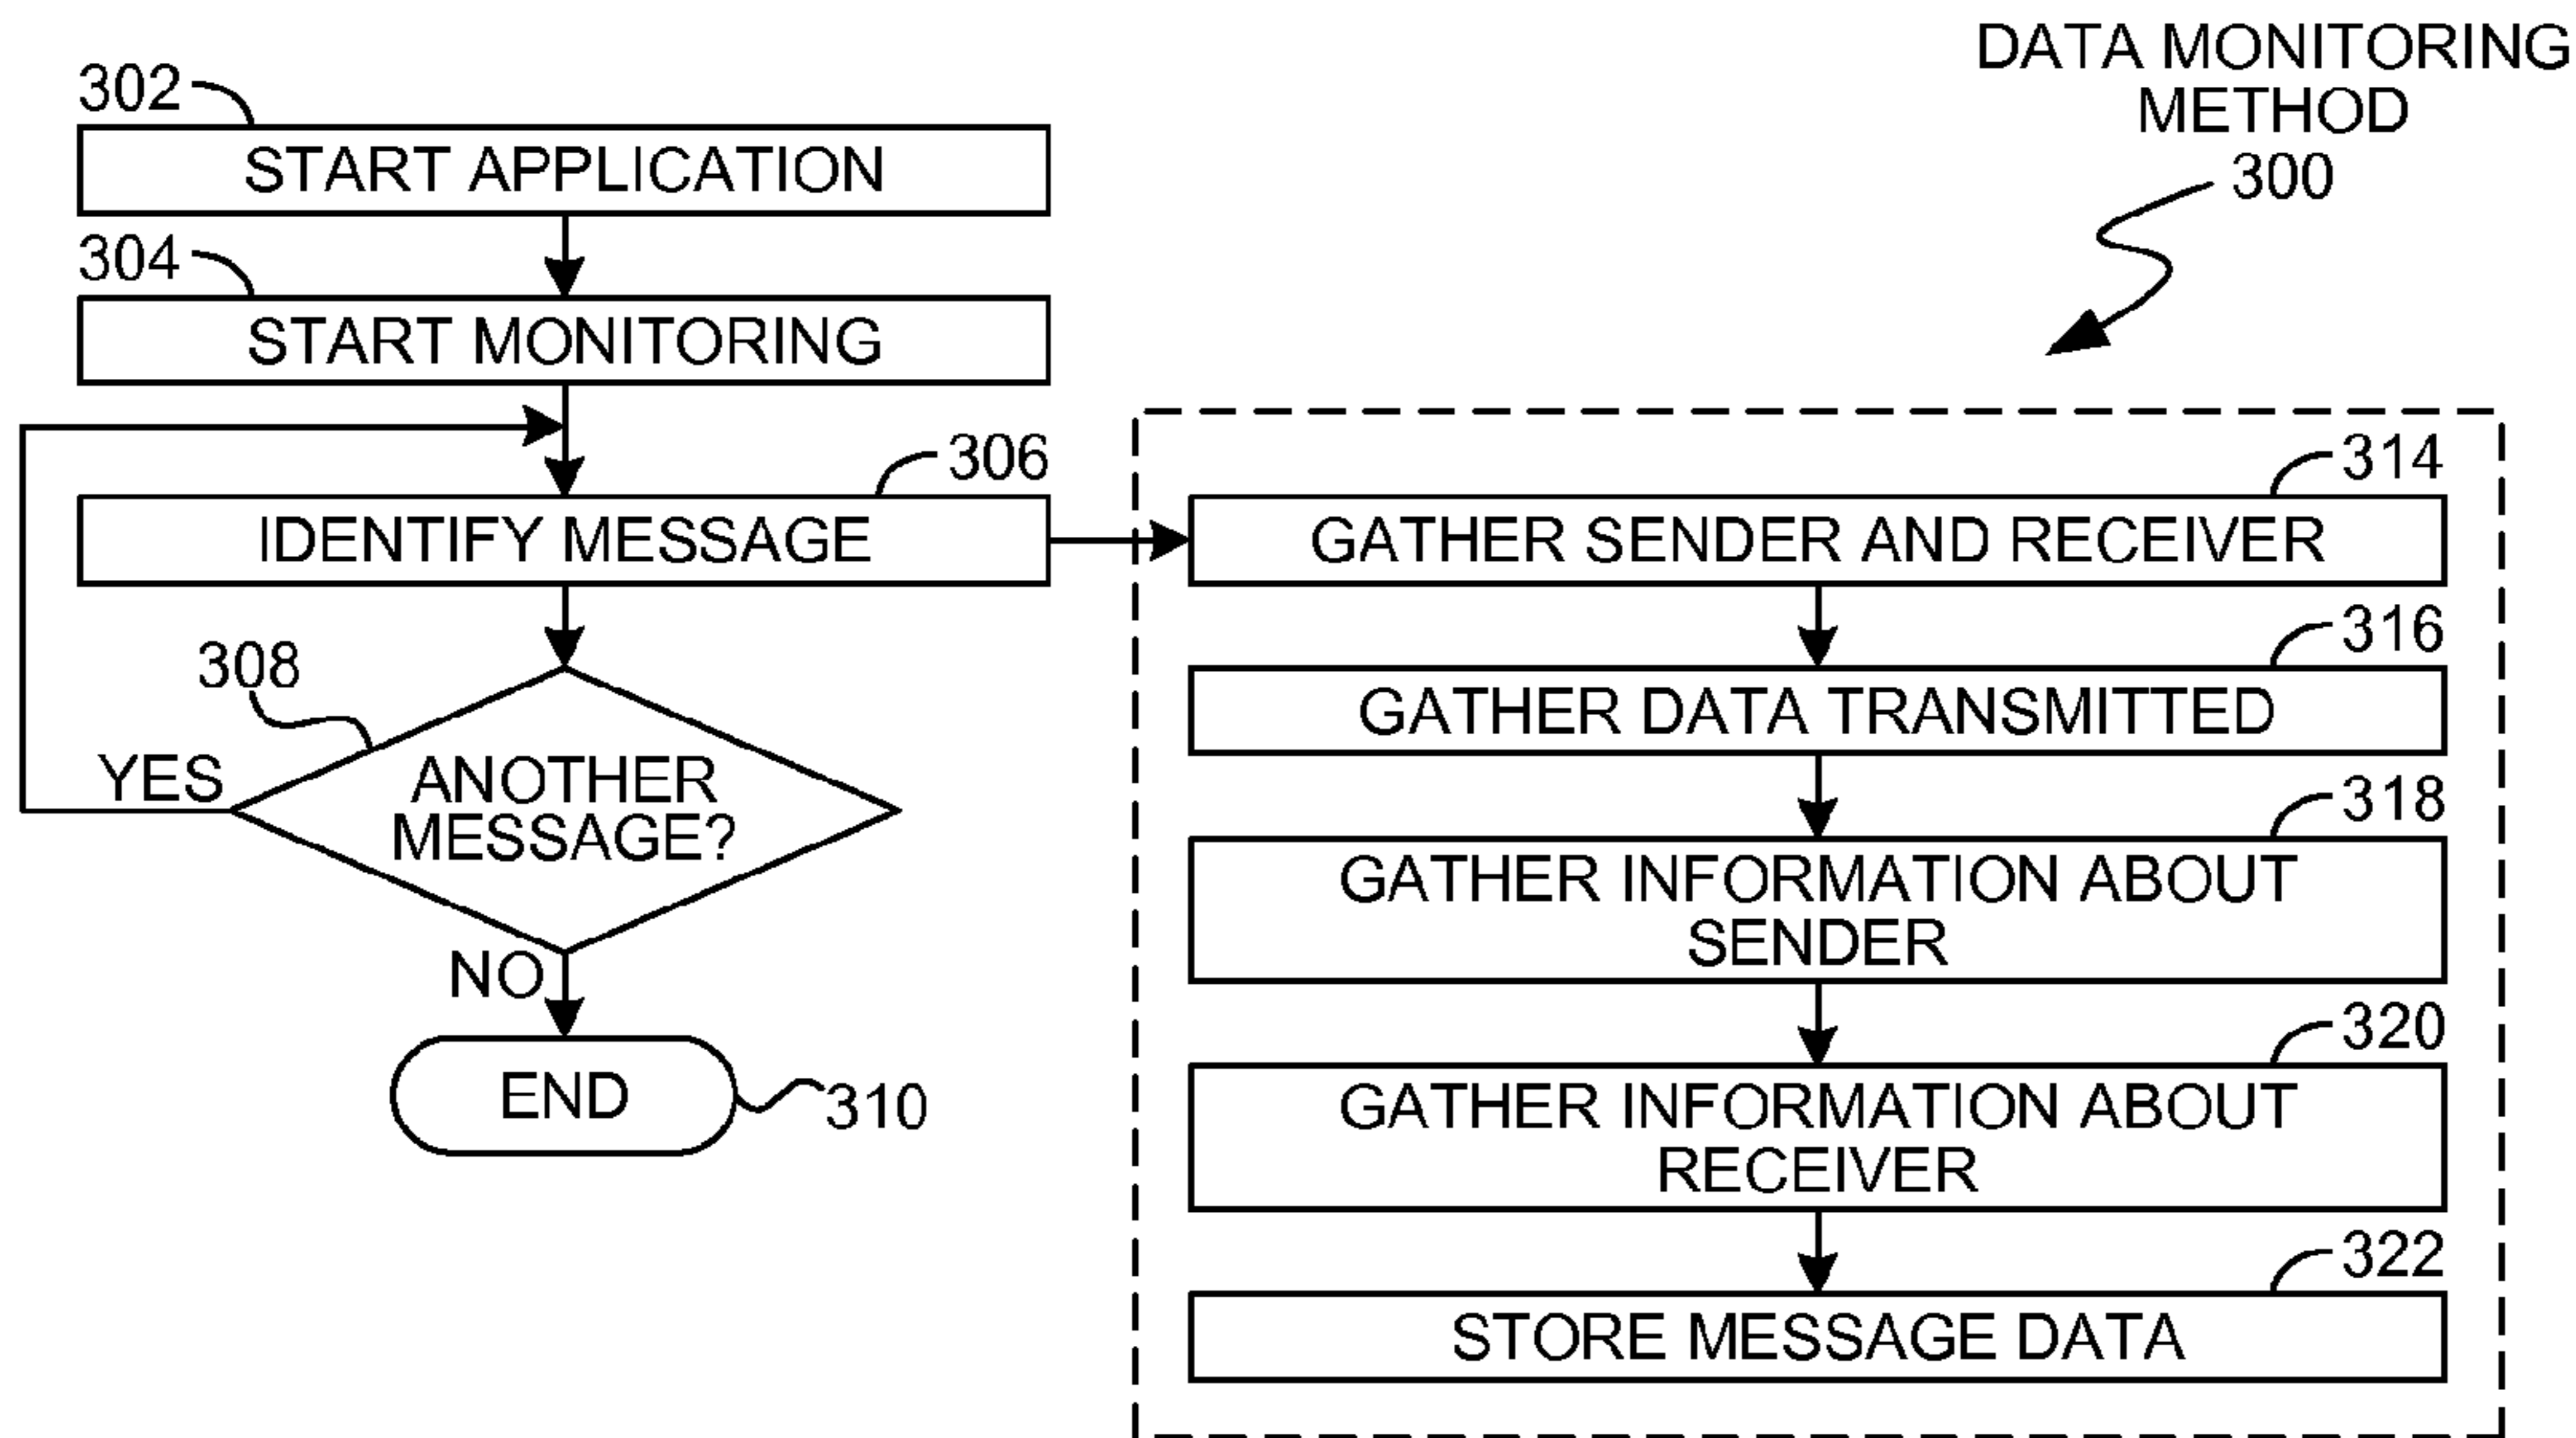 DATA MONITORING
METHOD
300
302
START APPLICATION
304
START MONITORING
306
IDENTIFY MESSAGE
308
YES
ANOTHER
MESSAGE?
NO
END
310
314
GATHER SENDER AND RECEIVER
316
GATHER DATA TRANSMITTED
318
GATHER INFORMATION ABOUT
SENDER
320
GATHER INFORMATION ABOUT
RECEIVER
322
STORE MESSAGE DATA